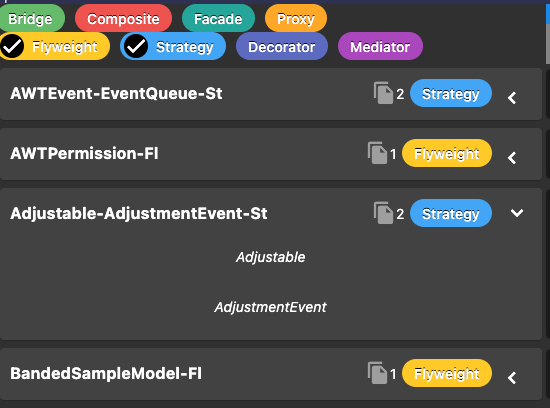 Bridge Composite Facade Proxy
Flyweight Strategy Decorator Mediator
AWTEvent-EventQueue-St 2 Strategy
AWTPermission-Fl 1 Flyweight
Adjustable-AdjustmentEvent-St 2 Strategy
Adjustable
AdjustmentEvent
BandedSampleModel-Fl 1 Flyweight